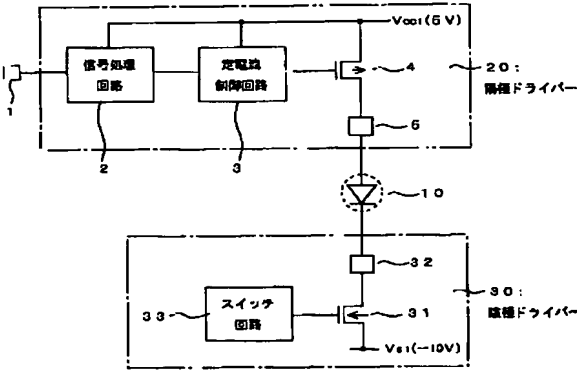 Vcc1(5V)
信号処理
回路
定電流
制御回路
4
20:
陽極ドライバー
1
2
3
5
10
32
スイッチ
回路
33
31
30:
陰極ドライバー
Vs1(-10V)